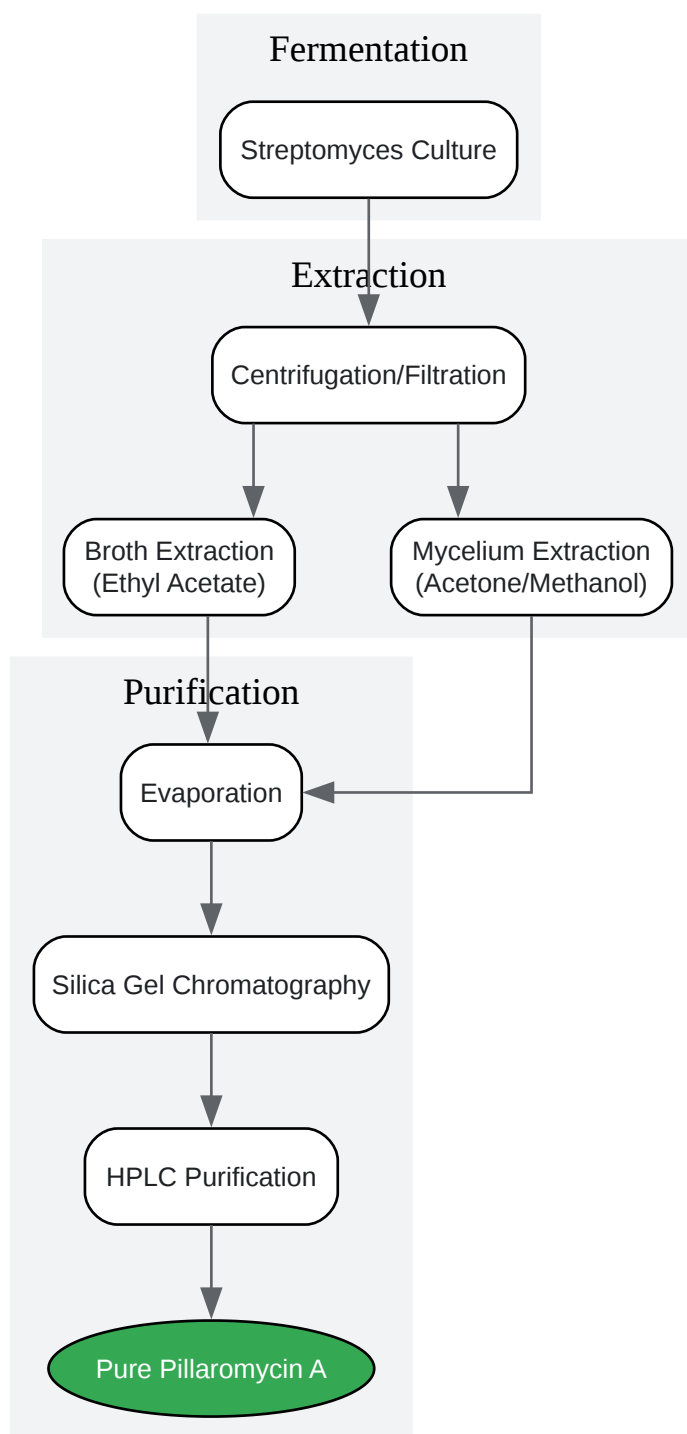 Fermentation
Streptomyces Culture
Extraction
Centrifugation/Filtration
Broth Extraction
(Ethyl Acetate)
Mycelium Extraction
(Acetone/Methanol)
Purification
Evaporation
Silica Gel Chromatography
HPLC Purification
Pure Pillaromycin A